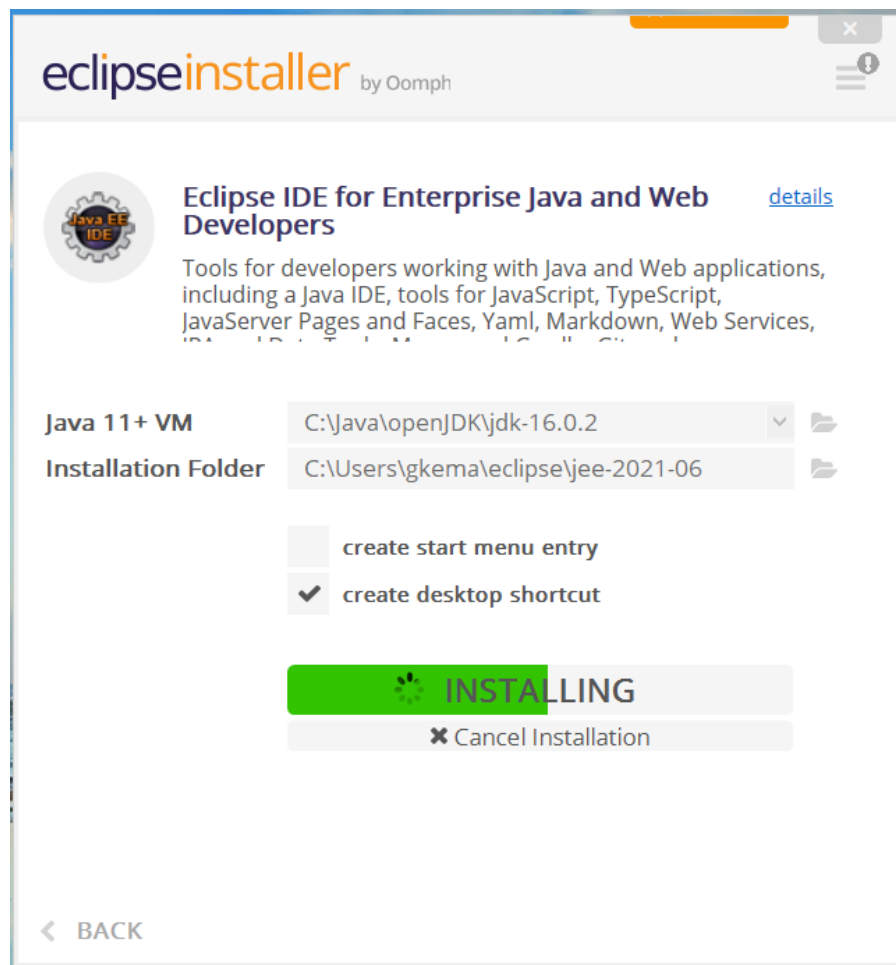 eclipseinstaller by Oomph
Java EE
IDE
Eclipse IDE for Enterprise Java and Web
Developers
details
Tools for developers working with Java and Web applications,
including a Java IDE, tools for JavaScript, TypeScript,
JavaServer Pages and Faces, Yaml, Markdown, Web Services,
Java 11+ VM
C:\Java\openJDK\jdk-16.0.2
Installation Folder
C:\Users\gkema\eclipse\jee-2021-06
create start menu entry
create desktop shortcut
INSTALLING
Cancel Installation
BACK